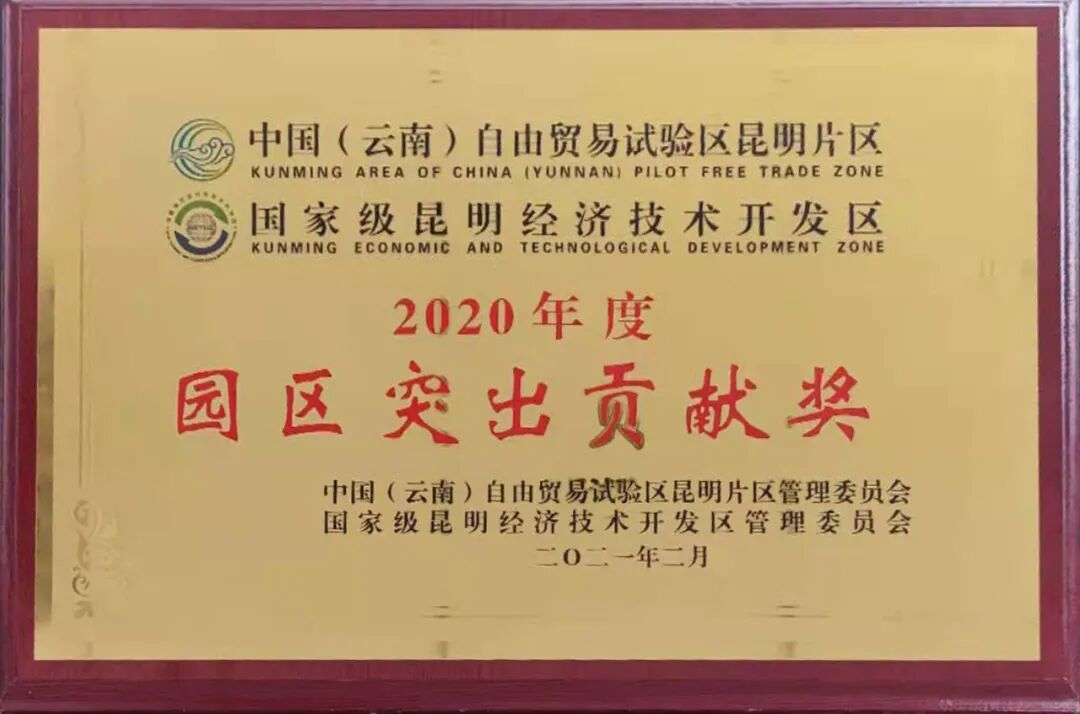 中国（云南）自由贸易试验区昆明片区
KUNMING AREA OF CHINA (YUNNAN) PILOT FREE TRADE ZONE
国家级昆明经济技术开发区
KUNMING ECONOMIC AND TECHNOLOGICAL DEVELOPMENT ZONE
2020年度
园区突出贡献奖
中国（云南）自由贸易试验区昆明片区管理委员会
国家级昆明经济技术开发区管理委员会
二〇二一年二月